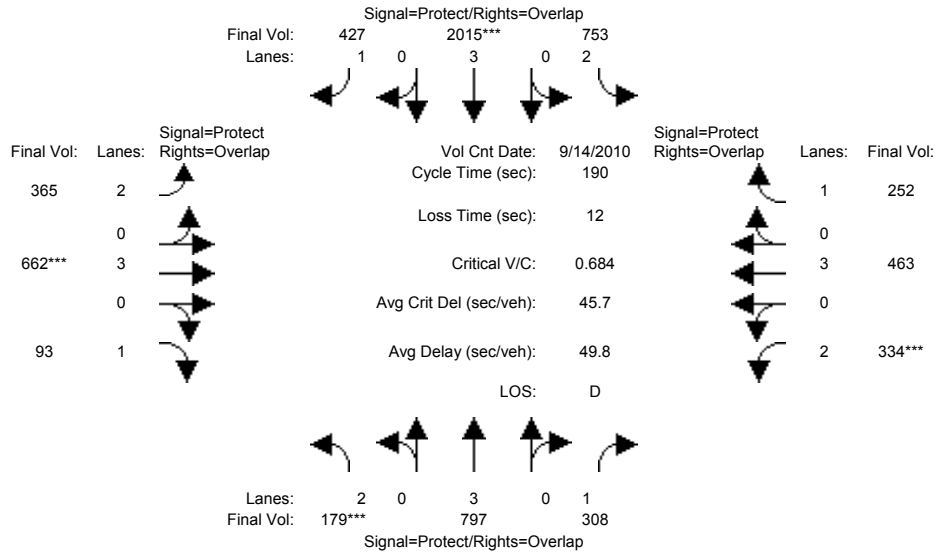 Signal=Protect/Rights=Overlap
Final Vol: 427 2015*** 753
Lanes: 1 0 3 0 2
Signal=Protect Signal=Protect
Final Vol: Lanes: Rights=Overlap Vol Cnt Date: 9/14/2010 Rights=Overlap Lanes: Final Vol:
Cycle Time (sec): 190
365 2 1 252
Loss Time (sec): 12
0 0
662*** 3 Critical V/C: 0.684 3 463
0 Avg Crit Del (sec/veh): 45.7 0
93 1 Avg Delay (sec/veh): 49.8 2 334***
LOS: D
Lanes: 2 0 3 0 1
Final Vol: 179*** 797 308
Signal=Protect/Rights=Overlap